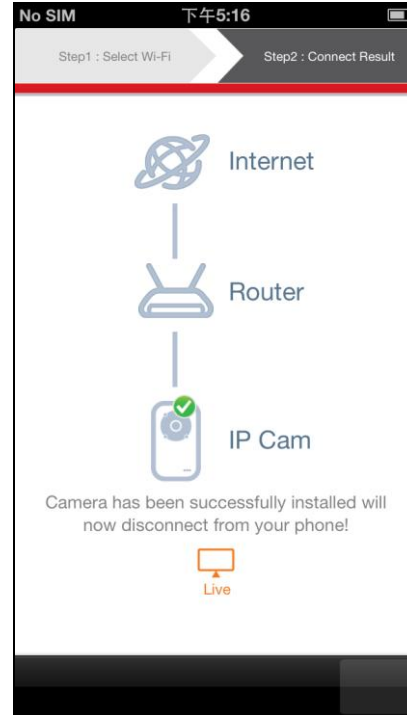 No SIM 下午5:16
Step1 : Select Wi-Fi Step2 : Connect Result
Internet
Router
IP Cam
Camera has been successfully installed will
now disconnect from your phone!
Live